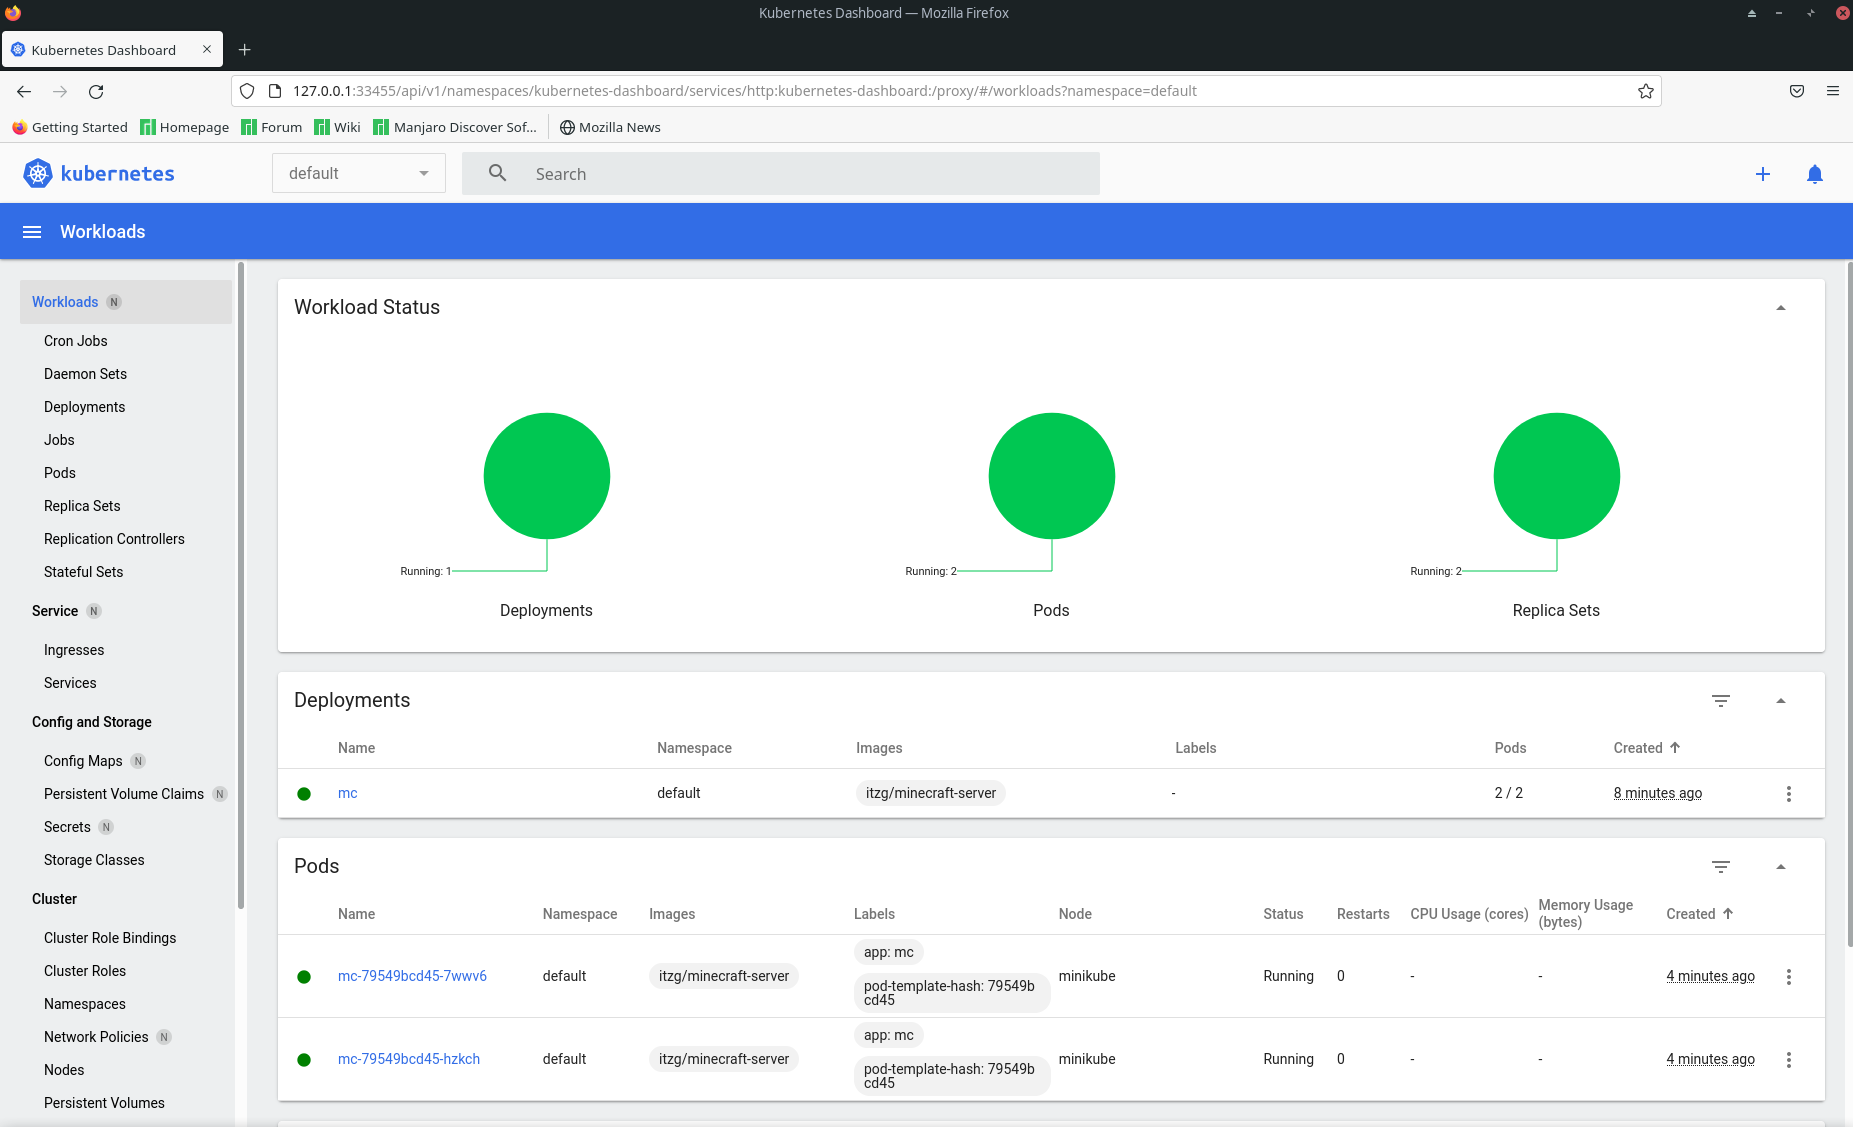 Kubernetes Dashboard — Mozilla Firefox
Kubernetes Dashboard
127.0.0.1:33455/api/v1/namespaces/kubernetes-dashboard/services/http:kubernetes-dashboard:/proxy/#/workloads?namespace=default
Getting Started Homepage Forum Wiki Manjaro Discover Sof... Mozilla News
kubernetes default Search
Workloads
Workloads N
Cron Jobs
Daemon Sets
Deployments
Jobs
Pods
Replica Sets
Replication Controllers
Stateful Sets
Service N
Ingresses
Services
Config and Storage
Config Maps N
Persistent Volume Claims N
Secrets N
Storage Classes
Cluster
Cluster Role Bindings
Cluster Roles
Namespaces
Network Policies N
Nodes
Persistent Volumes
Workload Status
Running: 1 Running: 2 Running: 2
Deployments Pods Replica Sets
Deployments
Name Namespace Images Labels Pods Created
mc default itzg/minecraft-server - 2 / 2 8 minutes ago
Pods
Name Namespace Images Labels Node Status Restarts CPU Usage (cores) Memory Usage
(bytes) Created
app: mc
mc-79549bcd45-7wwv6 default itzg/minecraft-server minikube Running 0 - - 4 minutes ago
pod-template-hash: 79549b
cd45
app: mc
mc-79549bcd45-hzkch default itzg/minecraft-server minikube Running 0 - - 4 minutes ago
pod-template-hash: 79549b
cd45